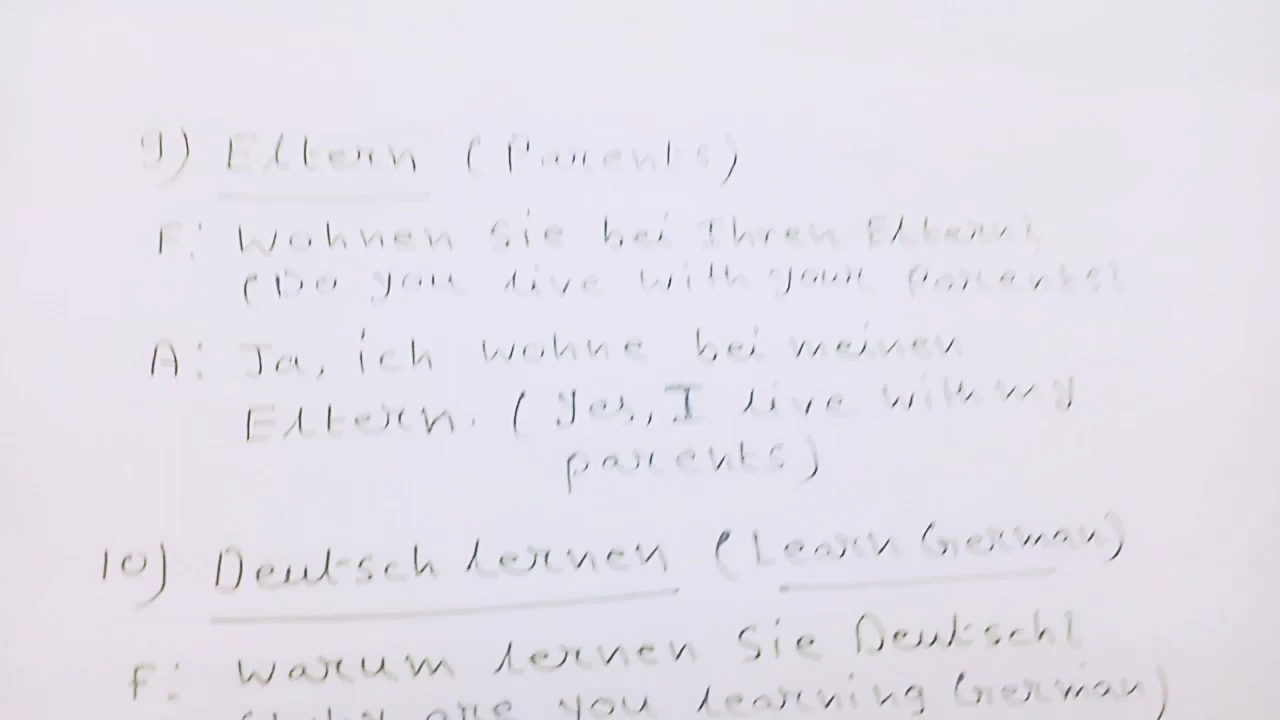 9) Eltern (Parents)
F: Wohnen Sie bei Ihren Eltern?
(Do you live with your parents?
A: Ja, ich wohne bei meinen
Eltern. (Yes, I live with my
parents)
10) Deutsch lernen (Learn German)
F: Warum lernen Sie Deutsch?
(Why are you learning German)